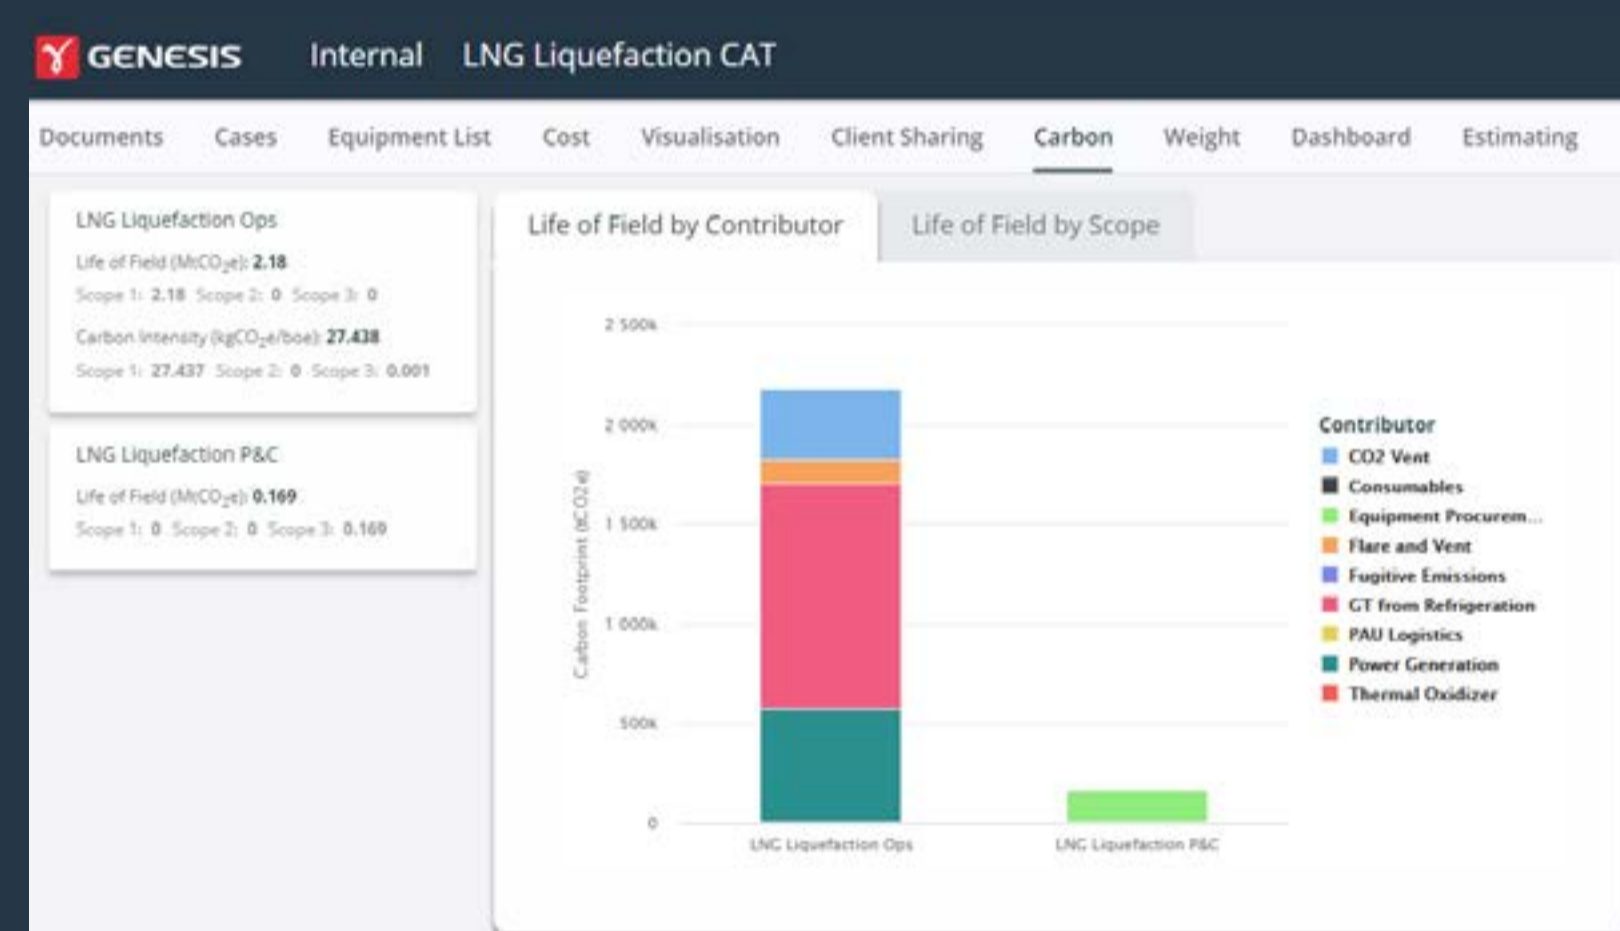 GENESIS Internal LNG Liquefaction CAT
Documents Cases Equipment List Cost Visualisation Client Sharing Carbon Weight Dashboard Estimating
LNG Liquefaction Ops
Life of Field (MtCO₂e): 2.18
Scope 1: 2.18 Scope 2: 0 Scope 3: 0
Carbon Intensity (kgCO₂e/boe): 27.438
Scope 1: 27.437 Scope 2: 0 Scope 3: 0.001
LNG Liquefaction P&C
Life of Field (MtCO₂e): 0.169
Scope 1: 0 Scope 2: 0 Scope 3: 0.169
Life of Field by Contributor Life of Field by Scope
Carbon Footprint (tCO2e)
2 500k
2 000k
1 500k
1 000k
500k
0
LNG Liquefaction Ops LNG Liquefaction P&C
Contributor
CO2 Vent
Consumables
Equipment Procurem...
Flare and Vent
Fugitive Emissions
GT from Refrigeration
PAU Logistics
Power Generation
Thermal Oxidizer